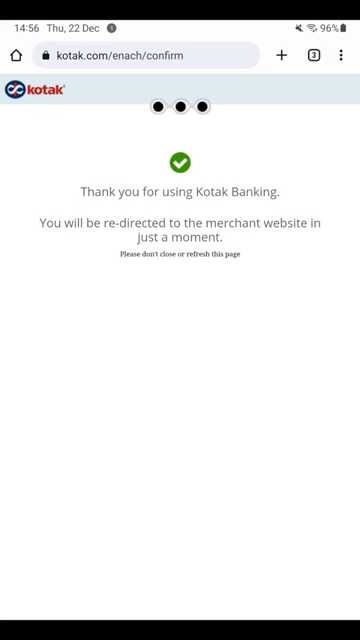 14:56 Thu, 22 Dec 1 96%
kotak.com/enach/confirm 3
kotak
Thank you for using Kotak Banking.
You will be re-directed to the merchant website in
just a moment.
Please don't close or refresh this page